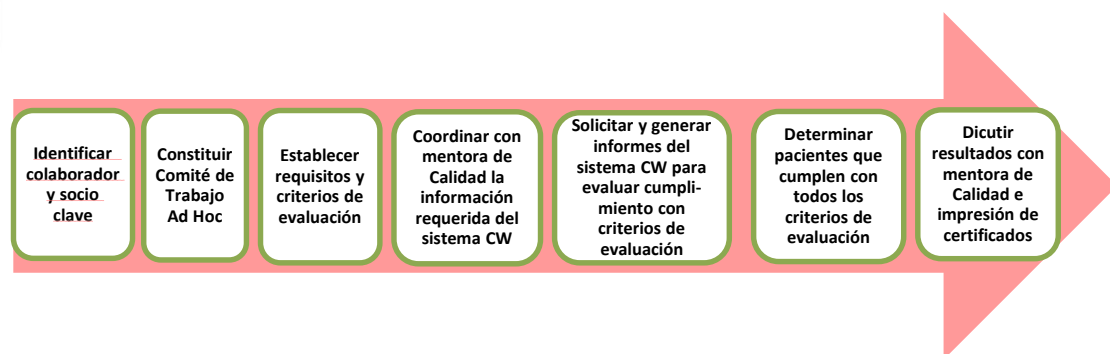 Identificar
colaborador
y socio
clave
Constituir
Comité de
Trabajo
Ad Hoc
Establecer
requisitos y
criterios de
evaluación
Coordinar con
mentora de
Calidad la
información
requerida del
sistema CW
Solicitar y generar
informes del
sistema CW para
evaluar cumpli-
miento con
criterios de
evaluación
Determinar
pacientes que
cumplen con
todos los
criterios de
evaluación
Dicutir
resultados con
mentora de
Calidad e
impresión de
certificados